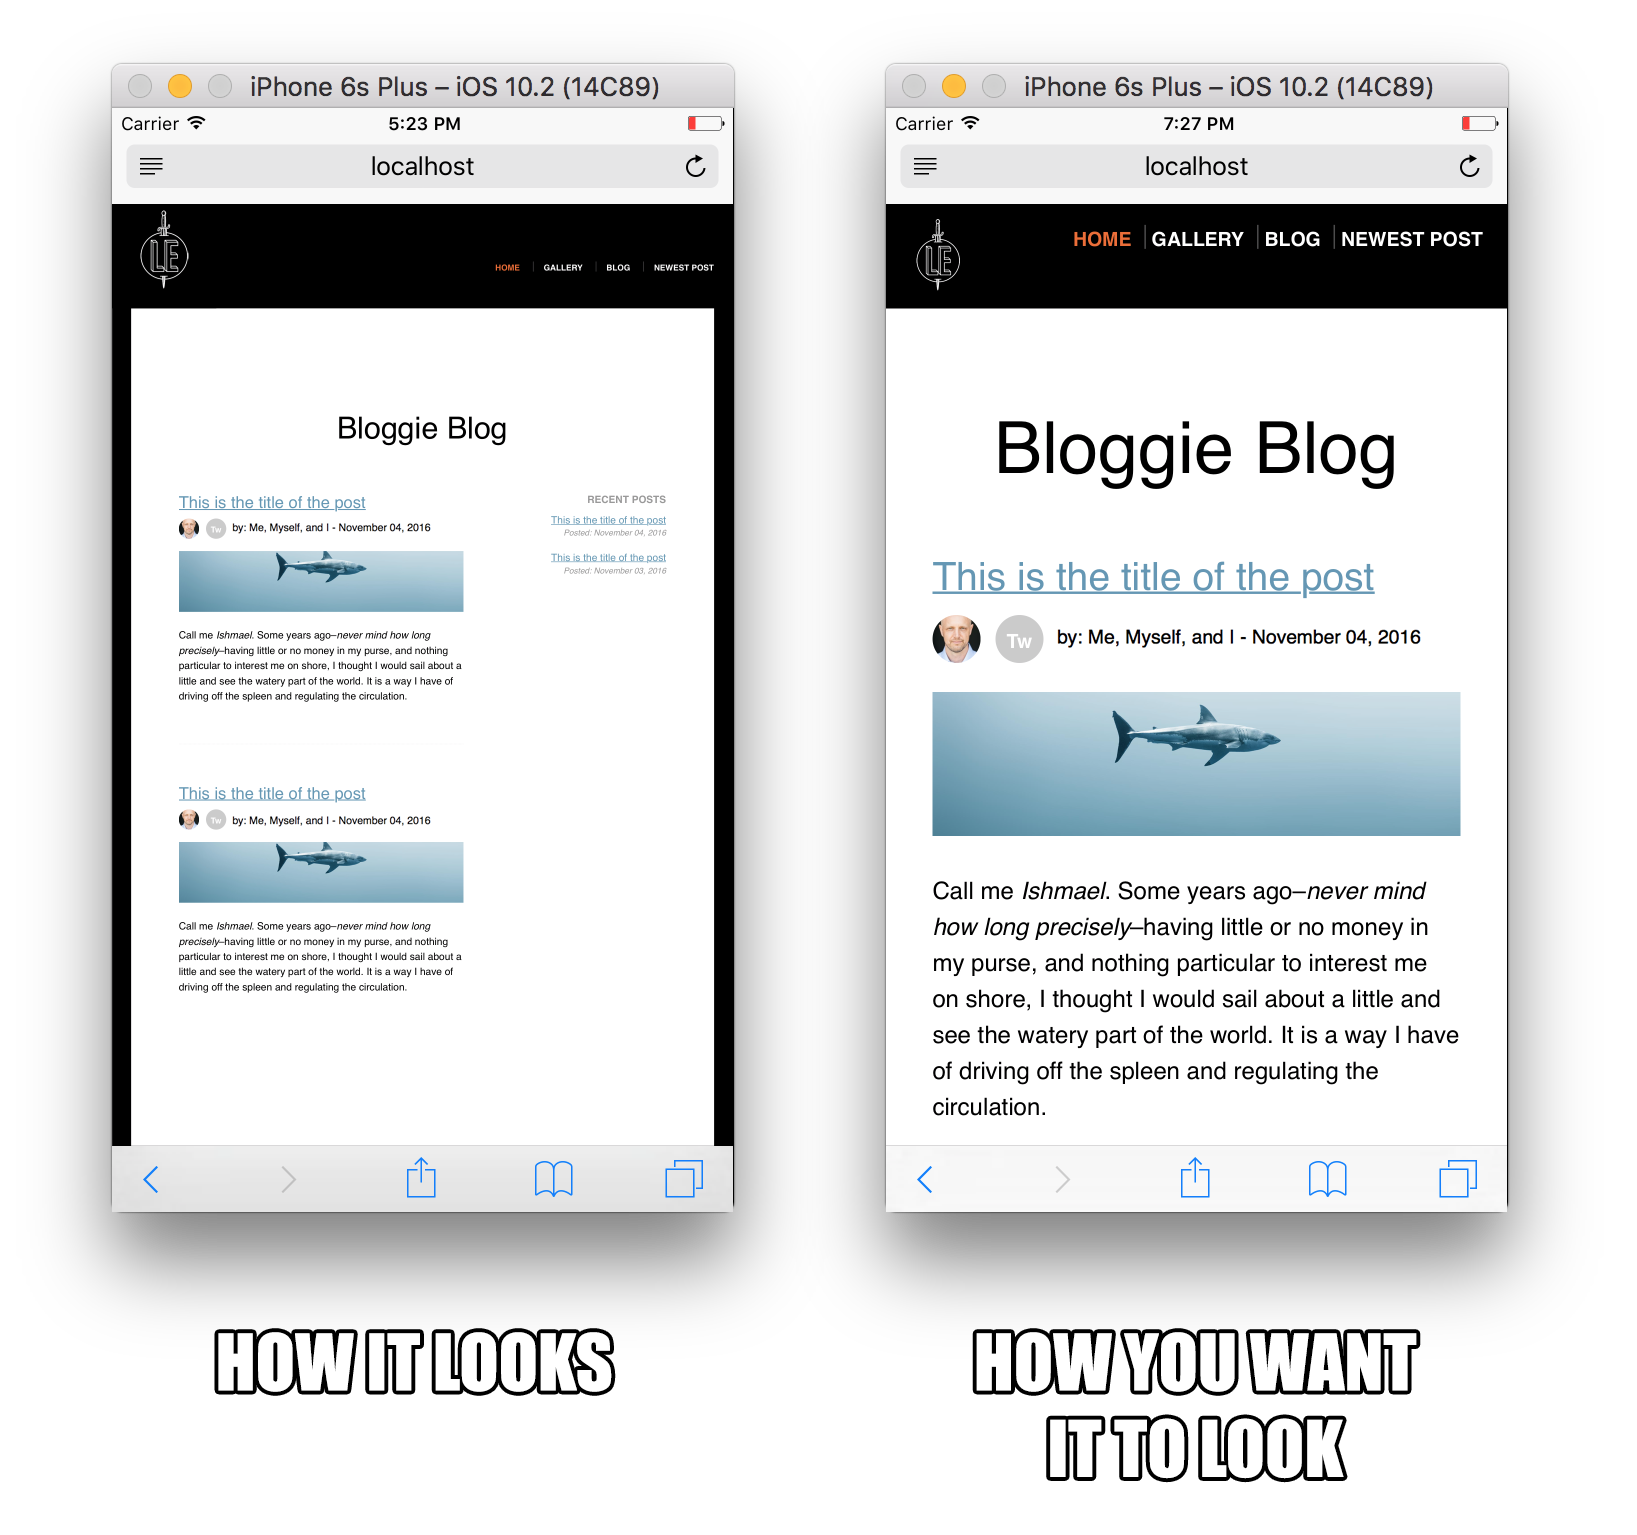 iPhone 6s Plus – iOS 10.2 (14C89)
Carrier
5:23 PM
localhost
LE
HOME
GALLERY
BLOG
NEWEST POST
Bloggie Blog
This is the title of the post
Tw
by: Me, Myself, and I - November 04, 2016
Call me Ishmael. Some years ago–never mind how long
precisely–having little or no money in my purse, and nothing
particular to interest me on shore, I thought I would sail about a
little and see the watery part of the world. It is a way I have of
driving off the spleen and regulating the circulation.
This is the title of the post
Tw
by: Me, Myself, and I - November 04, 2016
Call me Ishmael. Some years ago–never mind how long
precisely–having little or no money in my purse, and nothing
particular to interest me on shore, I thought I would sail about a
little and see the watery part of the world. It is a way I have of
driving off the spleen and regulating the circulation.
RECENT POSTS
This is the title of the post
Posted: November 04, 2016
This is the title of the post
Posted: November 03, 2016
HOW IT LOOKS
iPhone 6s Plus – iOS 10.2 (14C89)
Carrier
7:27 PM
localhost
LE
HOME
GALLERY
BLOG
NEWEST POST
Bloggie Blog
This is the title of the post
Tw
by: Me, Myself, and I - November 04, 2016
Call me Ishmael. Some years ago–never mind
how long precisely–having little or no money in
my purse, and nothing particular to interest me
on shore, I thought I would sail about a little and
see the watery part of the world. It is a way I have
of driving off the spleen and regulating the
circulation.
HOW YOU WANT
IT TO LOOK